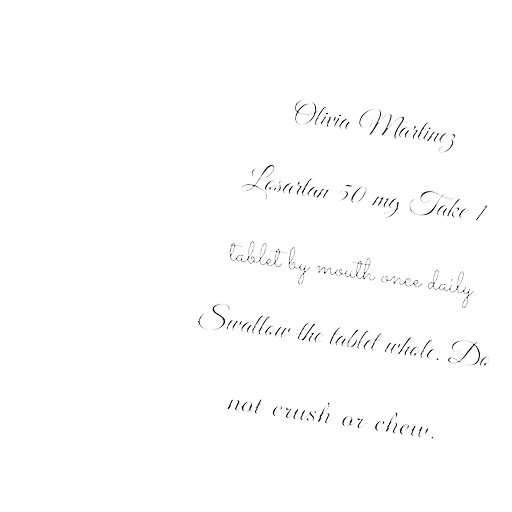 Olivia Martinez
Losartan 50 mg Take 1
tablet by mouth once daily
Swallow the tablet whole. Do
not crush or chew.